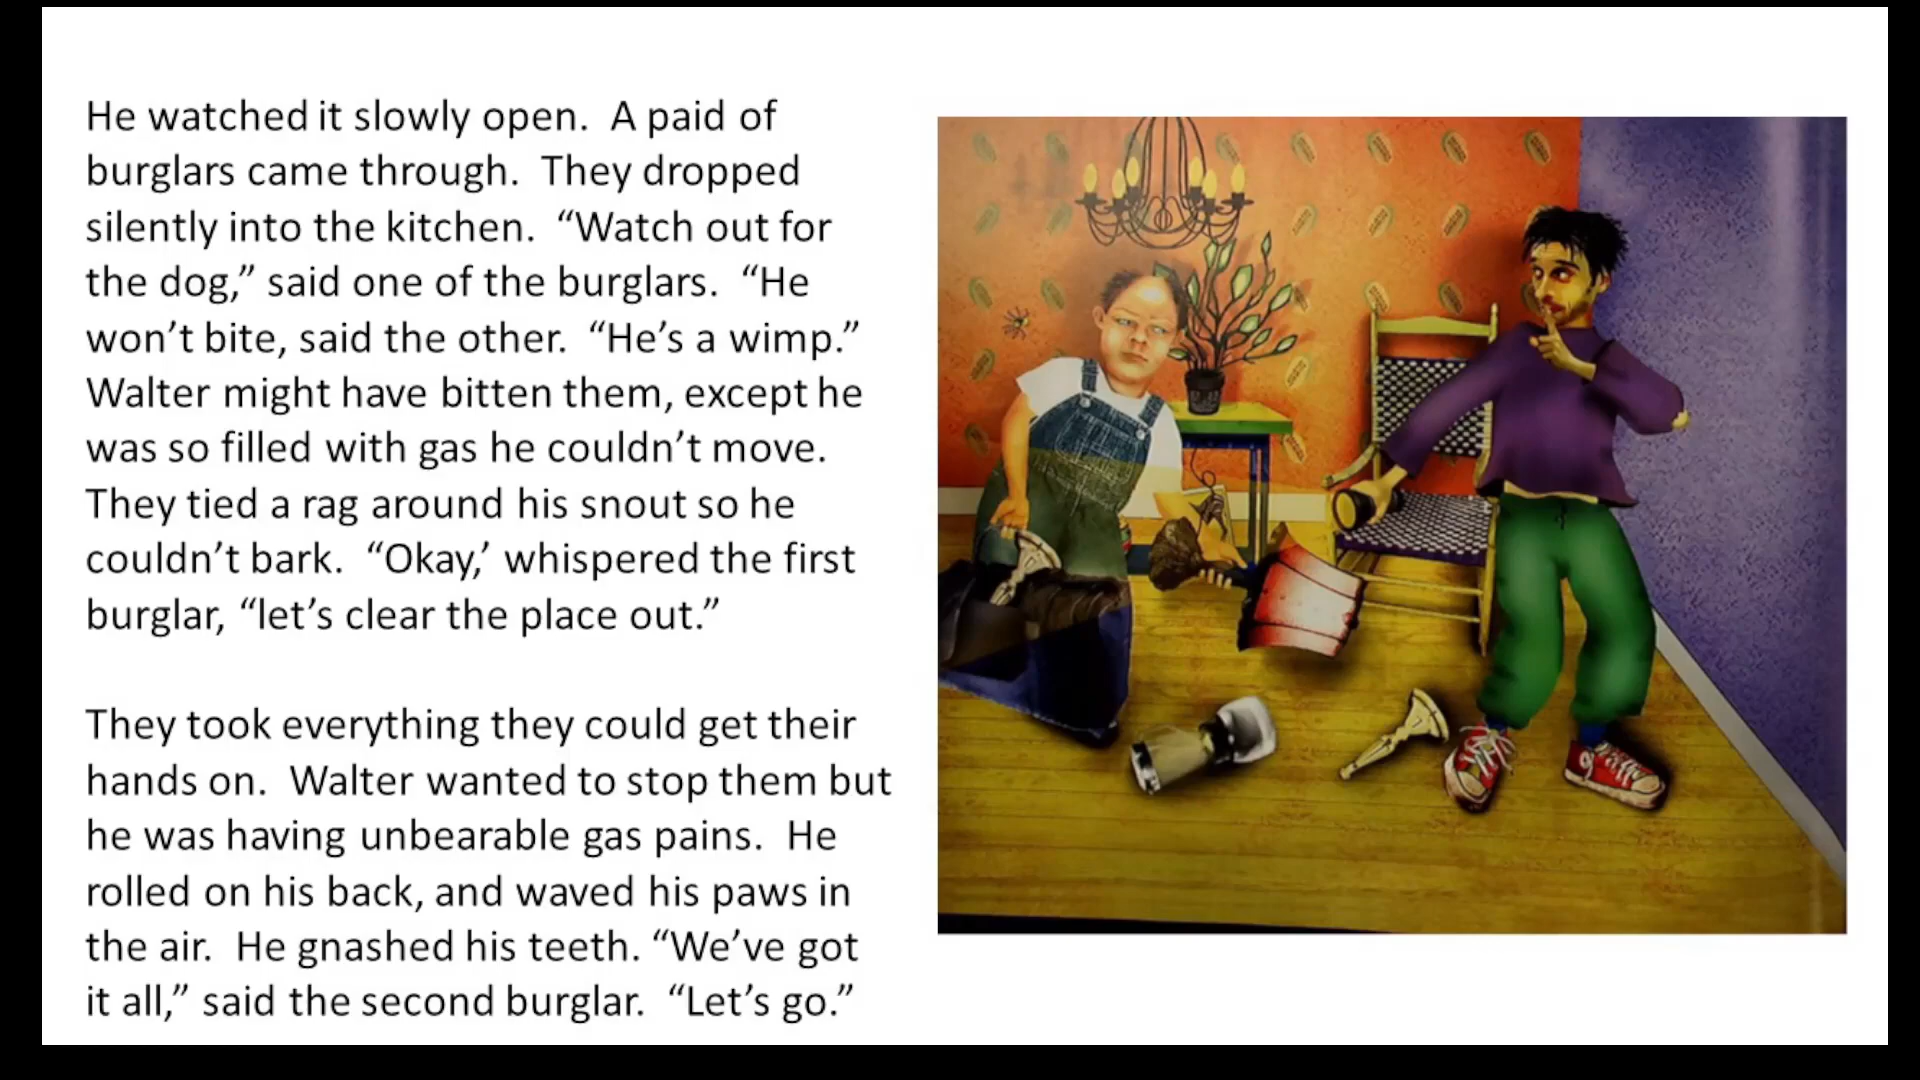 He watched it slowly open.  A paid of
burglars came through.  They dropped
silently into the kitchen.  “Watch out for
the dog,” said one of the burglars.  “He
won’t bite, said the other.  “He’s a wimp.”
Walter might have bitten them, except he
was so filled with gas he couldn’t move.
They tied a rag around his snout so he
couldn’t bark.  “Okay,’ whispered the first
burglar, “let’s clear the place out.”

They took everything they could get their
hands on.  Walter wanted to stop them but
he was having unbearable gas pains.  He
rolled on his back, and waved his paws in
the air.  He gnashed his teeth. “We’ve got
it all,” said the second burglar.  “Let’s go.”